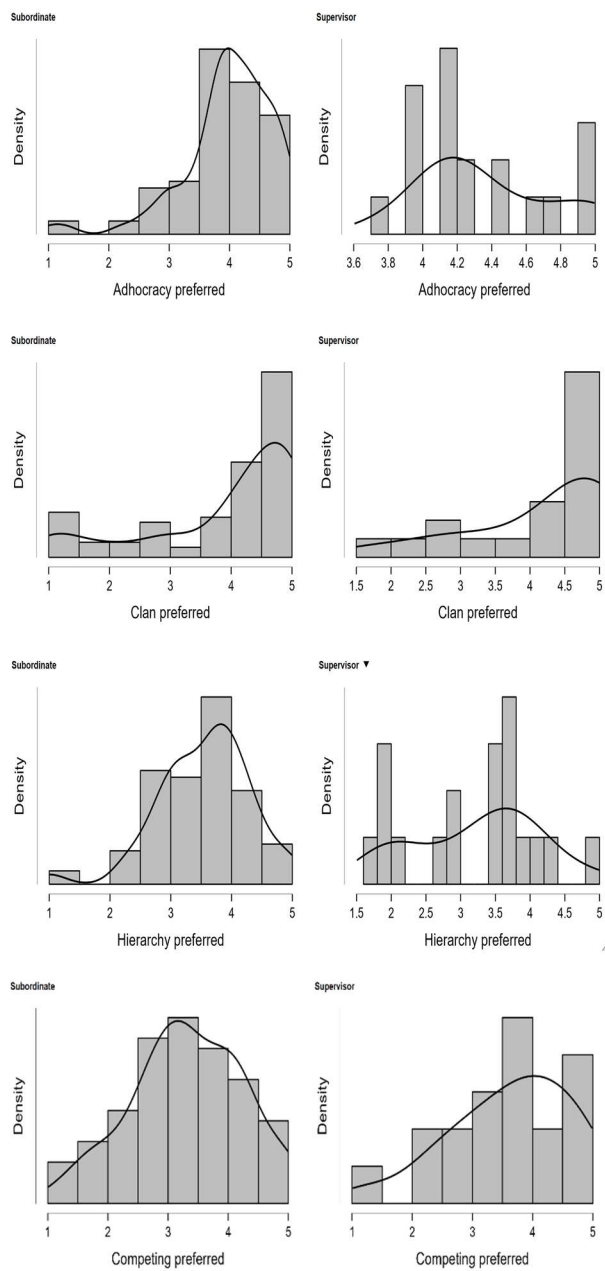 Subordinate Supervisor
Density Density
1 2 3 4 5 3.6 3.8 4 4.2 4.4 4.6 4.8 5
Adhocracy preferred Adhocracy preferred
Subordinate Supervisor
Density Density
1 2 3 4 5 1.5 2 2.5 3 3.5 4 4.5 5
Clan preferred Clan preferred
Subordinate Supervisor ▼
Density Density
1 2 3 4 5 1.5 2 2.5 3 3.5 4 4.5 5
Hierarchy preferred Hierarchy preferred
Subordinate Supervisor
Density Density
1 2 3 4 5 1 2 3 4 5
Competing preferred Competing preferred